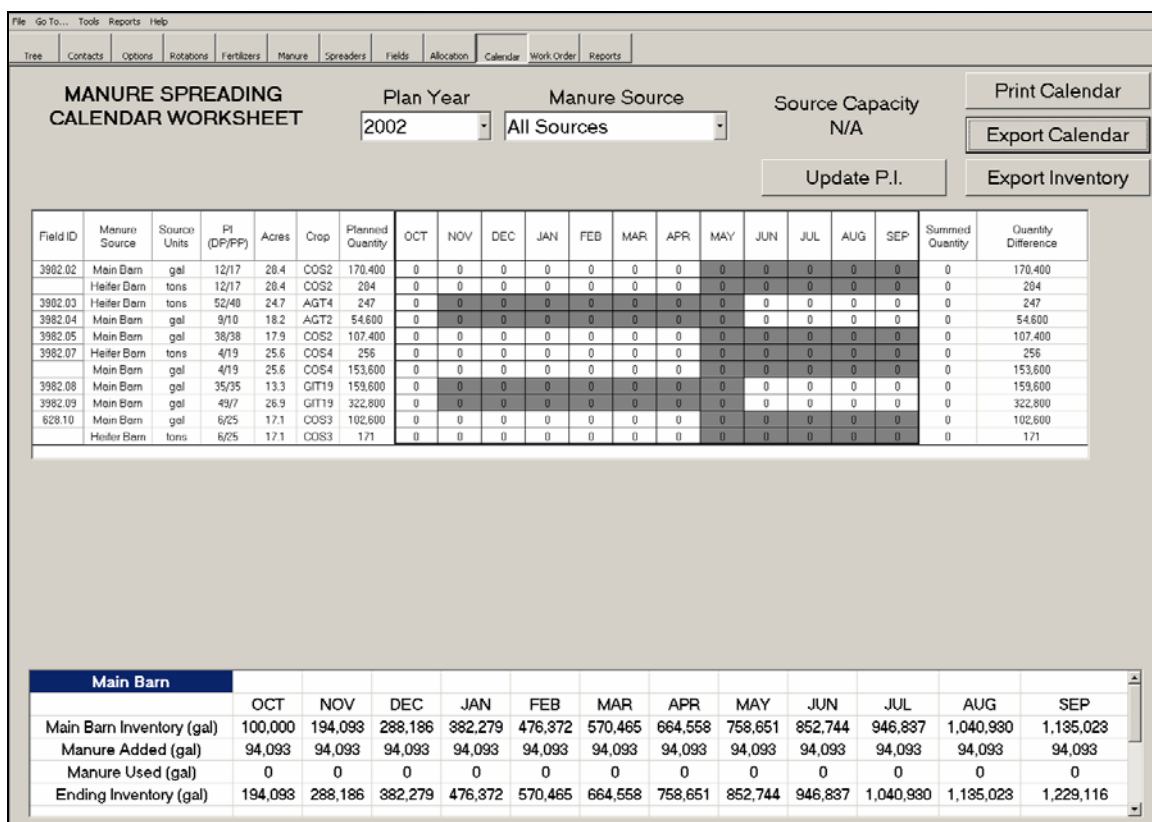 File Go To... Tools Reports Help
Tree Contacts Options Rotations Fertilizers Manure Spreaders Fields Allocation Calendar Work Order Reports
MANURE SPREADING
CALENDAR WORKSHEET
Plan Year
2002
Manure Source
All Sources
Source Capacity
N/A
Print Calendar
Export Calendar
Update P.I.
Export Inventory
Field ID Manure Source Source Units PI (DP/PP) Acres Crop Planned Quantity OCT NOV DEC JAN FEB MAR APR MAY JUN JUL AUG SEP Summed Quantity Quantity Difference
3982.02 Main Barn gal 12/17 28.4 COS2 170,400 0 0 0 0 0 0 0 0 0 0 0 0 0 170,400
Heifer Barn tons 12/17 28.4 COS2 284 0 0 0 0 0 0 0 0 0 0 0 0 0 284
3982.03 Heifer Barn tons 52/48 24.7 AGT4 247 0 0 0 0 0 0 0 0 0 0 0 0 0 247
3982.04 Main Barn gal 9/10 18.2 AGT2 54,600 0 0 0 0 0 0 0 0 0 0 0 0 0 54,600
3982.05 Main Barn gal 38/38 17.9 COS2 107,400 0 0 0 0 0 0 0 0 0 0 0 0 0 107,400
3982.07 Heifer Barn tons 4/19 25.6 COS4 256 0 0 0 0 0 0 0 0 0 0 0 0 0 256
Main Barn gal 4/19 25.6 COS4 153,600 0 0 0 0 0 0 0 0 0 0 0 0 0 153,600
3982.08 Main Barn gal 35/35 13.3 GIT19 159,600 0 0 0 0 0 0 0 0 0 0 0 0 0 159,600
3982.09 Main Barn gal 49/7 26.9 GIT19 322,800 0 0 0 0 0 0 0 0 0 0 0 0 0 322,800
628.10 Main Barn gal 6/25 17.1 COS3 102,600 0 0 0 0 0 0 0 0 0 0 0 0 0 102,600
Heifer Barn tons 6/25 17.1 COS3 171 0 0 0 0 0 0 0 0 0 0 0 0 0 171
Main Barn
OCT NOV DEC JAN FEB MAR APR MAY JUN JUL AUG SEP
Main Barn Inventory (gal) 100,000 194,093 288,186 382,279 476,372 570,465 664,558 758,651 852,744 946,837 1,040,930 1,135,023
Manure Added (gal) 94,093 94,093 94,093 94,093 94,093 94,093 94,093 94,093 94,093 94,093 94,093 94,093
Manure Used (gal) 0 0 0 0 0 0 0 0 0 0 0 0
Ending Inventory (gal) 194,093 288,186 382,279 476,372 570,465 664,558 758,651 852,744 946,837 1,040,930 1,135,023 1,229,116